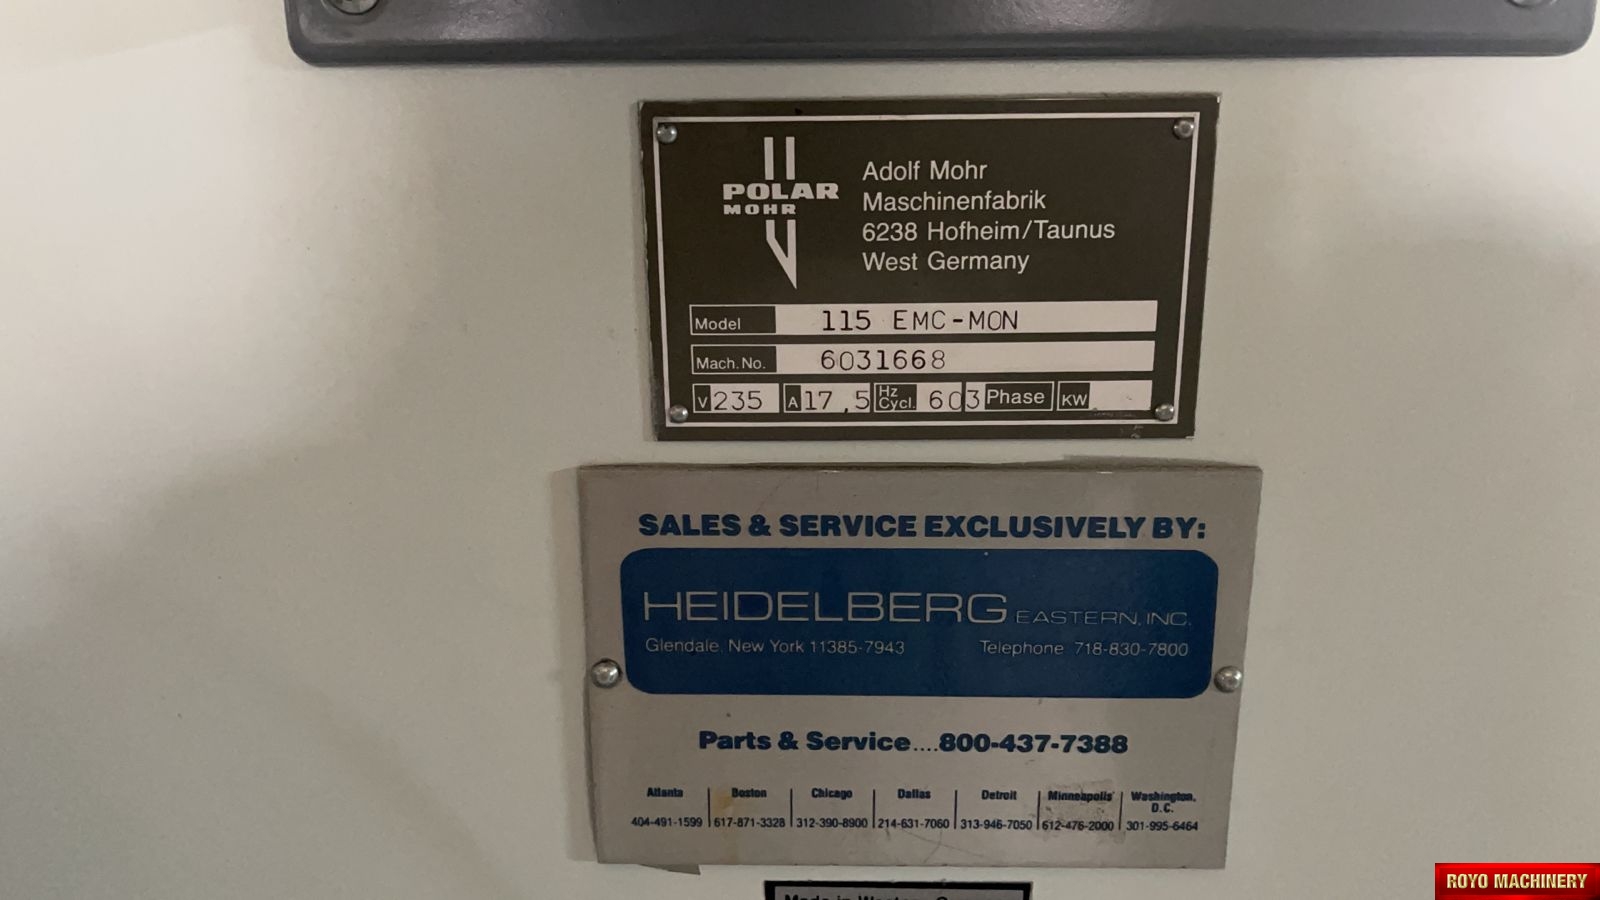 POLAR
MOHR
Adolf Mohr
Maschinenfabrik
6238 Hofheim/Taunus
West Germany
Model 115 EMC-MON
Mach. No. 6031668
V 235 A 17,5 Hz Cycl. 60 3 Phase KW
SALES & SERVICE EXCLUSIVELY BY:
HEIDELBERG EASTERN, INC.
Glendale, New York 11385-7943 Telephone 718-830-7800
Parts & Service....800-437-7388
Atlanta Boston Chicago Dallas Detroit Minneapolis Washington, D.C.
404-491-1599 617-871-3328 312-390-8900 214-631-7060 313-946-7050 612-476-2000 301-995-6464
Made in
ROYO MACHINERY